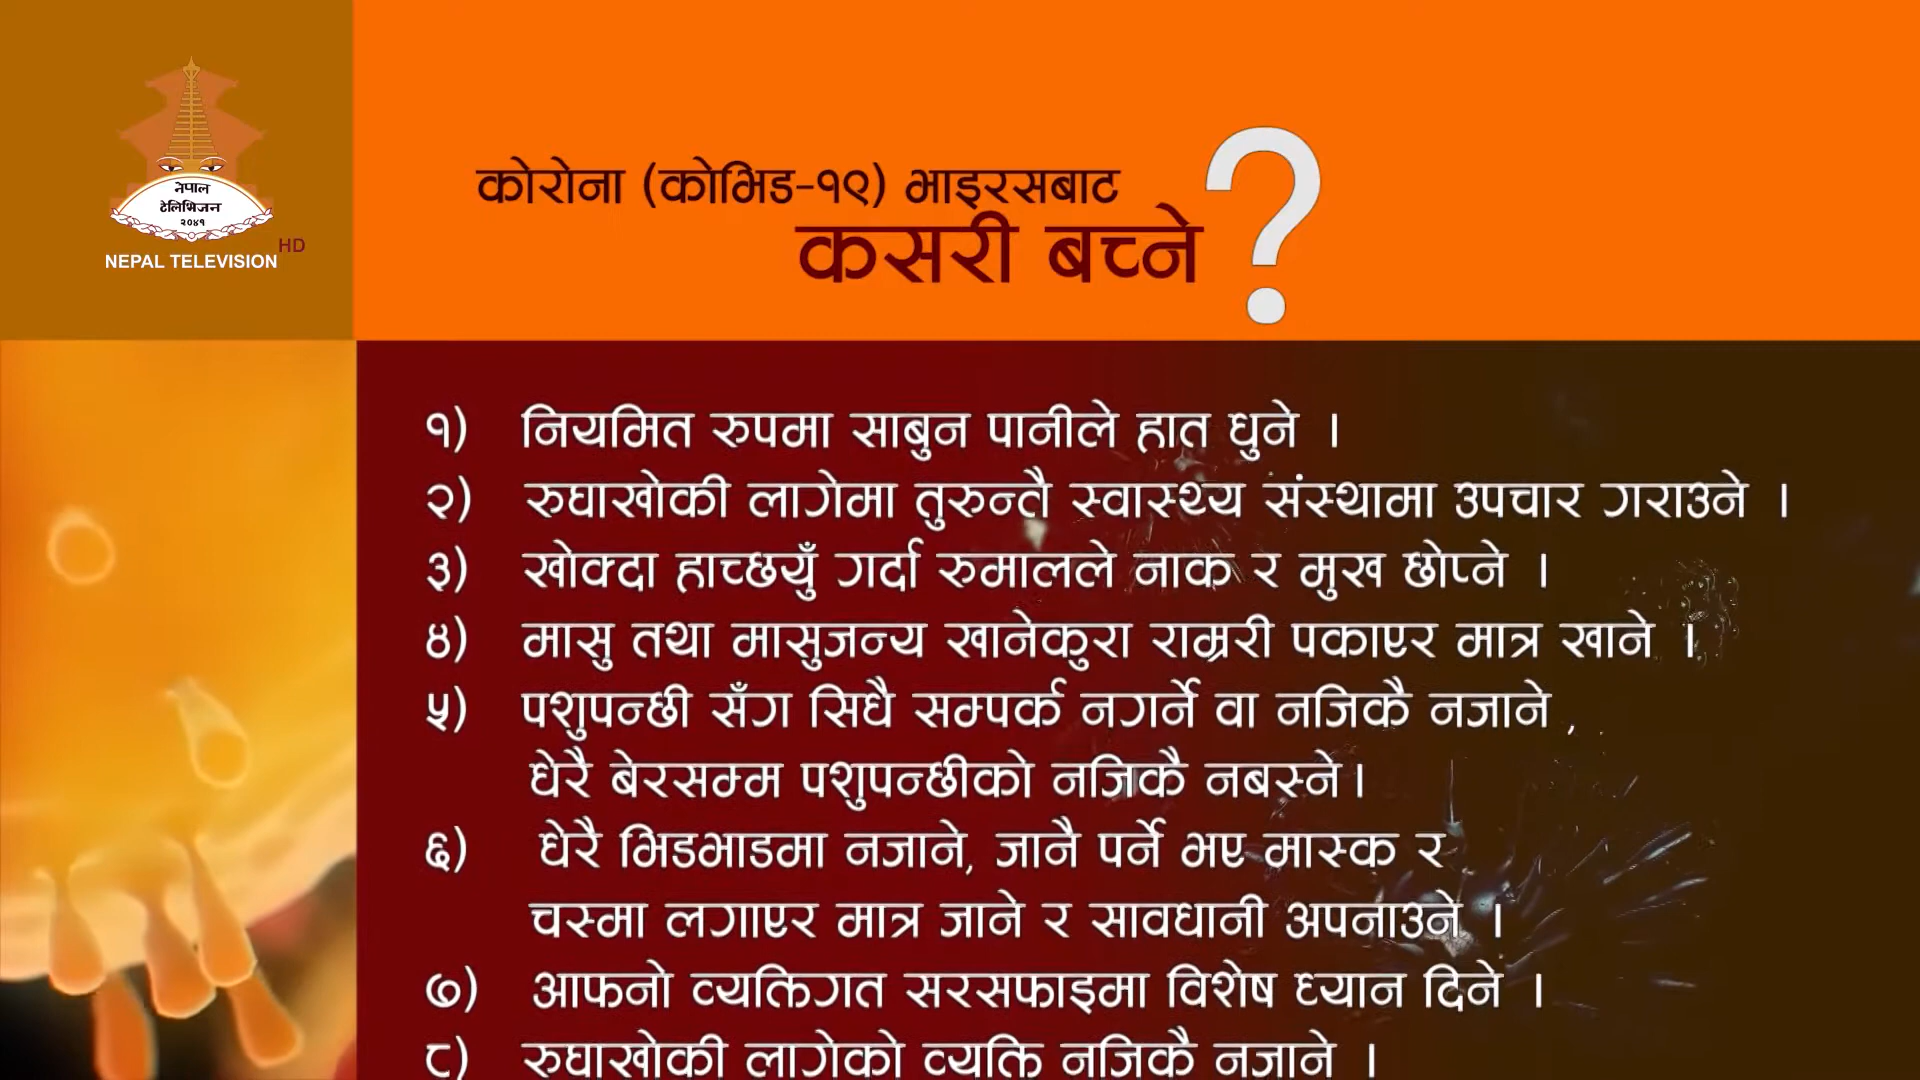 नेपाल
टेलिभिजन
२०४१
HD
NEPAL TELEVISION
कोरोना (कोभिड-१९) भाइरसबाट
कसरी बच्ने ?
१) नियमित रुपमा साबुन पानीले हात धुने ।
२) रुघाखोकी लागेमा तुरुन्तै स्वास्थ्य संस्थामा उपचार गराउने ।
३) खोक्दा हाच्छयुँ गर्दा रुमालले नाक र मुख छोप्ने ।
४) मासु तथा मासुजन्य खानेकुरा राम्ररी पकाएर मात्र खाने ।
५) पशुपन्छी सँग सिधै सम्पर्क नगर्ने वा नजिकै नजाने ,
धेरै बेरसम्म पशुपन्छीको नजिकै नबस्ने।
६) धेरै भिडभाडमा नजाने, जानै पर्ने भए मास्क र
चस्मा लगाएर मात्र जाने र सावधानी अपनाउने ।
७) आफनो व्यक्तिगत सरसफाइमा विशेष ध्यान दिने ।
८) रुघाखोकी लागेको व्यक्ति नजिकै नजाने ।